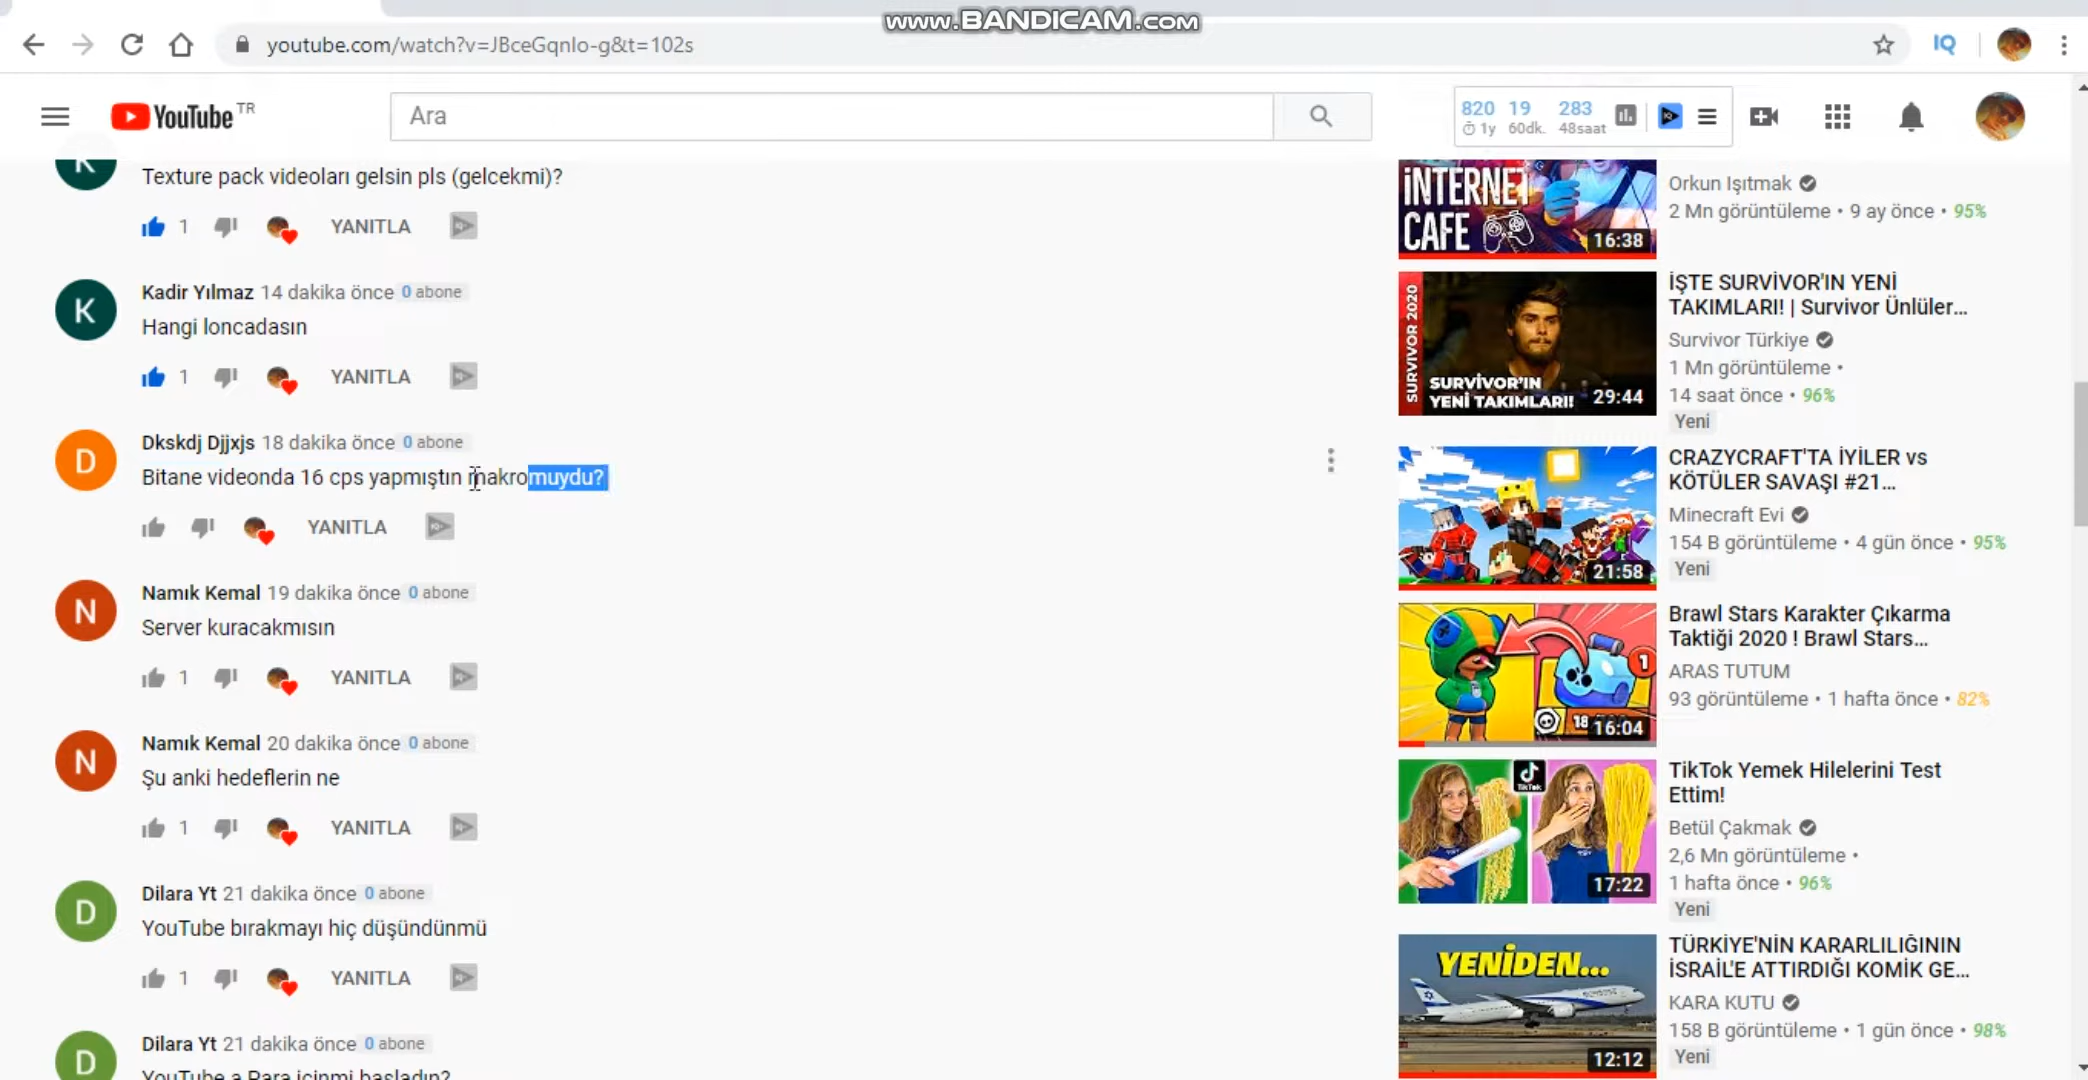 www.BANDICAM.com
youtube.com/watch?v=JBceGqnlo-g&t=102s
IQ
YouTube TR
Ara
820 19 283
1y 60dk. 48saat
Texture pack videoları gelsin pls (gelcekmi)?
1 YANITLA
K
Kadir Yılmaz 14 dakika önce 0 abone
Hangi loncadasın
1 YANITLA
D
Dkskdj Djjxjs 18 dakika önce 0 abone
Bitane videonda 16 cps yapmıştın makromuydu?
YANITLA
N
Namık Kemal 19 dakika önce 0 abone
Server kuracakmısın
1 YANITLA
N
Namık Kemal 20 dakika önce 0 abone
Şu anki hedeflerin ne
1 YANITLA
D
Dilara Yt 21 dakika önce 0 abone
YouTube bırakmayı hiç düşündünmü
1 YANITLA
D
Dilara Yt 21 dakika önce 0 abone
YouTube a Para içinmi başladın?
İNTERNET
CAFE
16:38
Orkun Işıtmak
2 Mn görüntüleme • 9 ay önce • 95%
SURVIVOR 2020
SURVİVOR'IN
YENİ TAKIMLARI!
29:44
İŞTE SURVİVOR'IN YENİ
TAKIMLARI! | Survivor Ünlüler...
Survivor Türkiye
1 Mn görüntüleme •
14 saat önce • 96%
Yeni
21:58
CRAZYCRAFT'TA İYİLER vs
KÖTÜLER SAVAŞI #21...
Minecraft Evi
154 B görüntüleme • 4 gün önce • 95%
Yeni
1
18
16:04
Brawl Stars Karakter Çıkarma
Taktiği 2020 ! Brawl Stars...
ARAS TUTUM
93 görüntüleme • 1 hafta önce • 82%
TikTok
17:22
TikTok Yemek Hilelerini Test
Ettim!
Betül Çakmak
2,6 Mn görüntüleme •
1 hafta önce • 96%
Yeni
YENİDEN...
12:12
TÜRKİYE'NİN KARARLILIĞININ
İSRAİL'E ATTIRDIĞI KOMİK GE...
KARA KUTU
158 B görüntüleme • 1 gün önce • 98%
Yeni